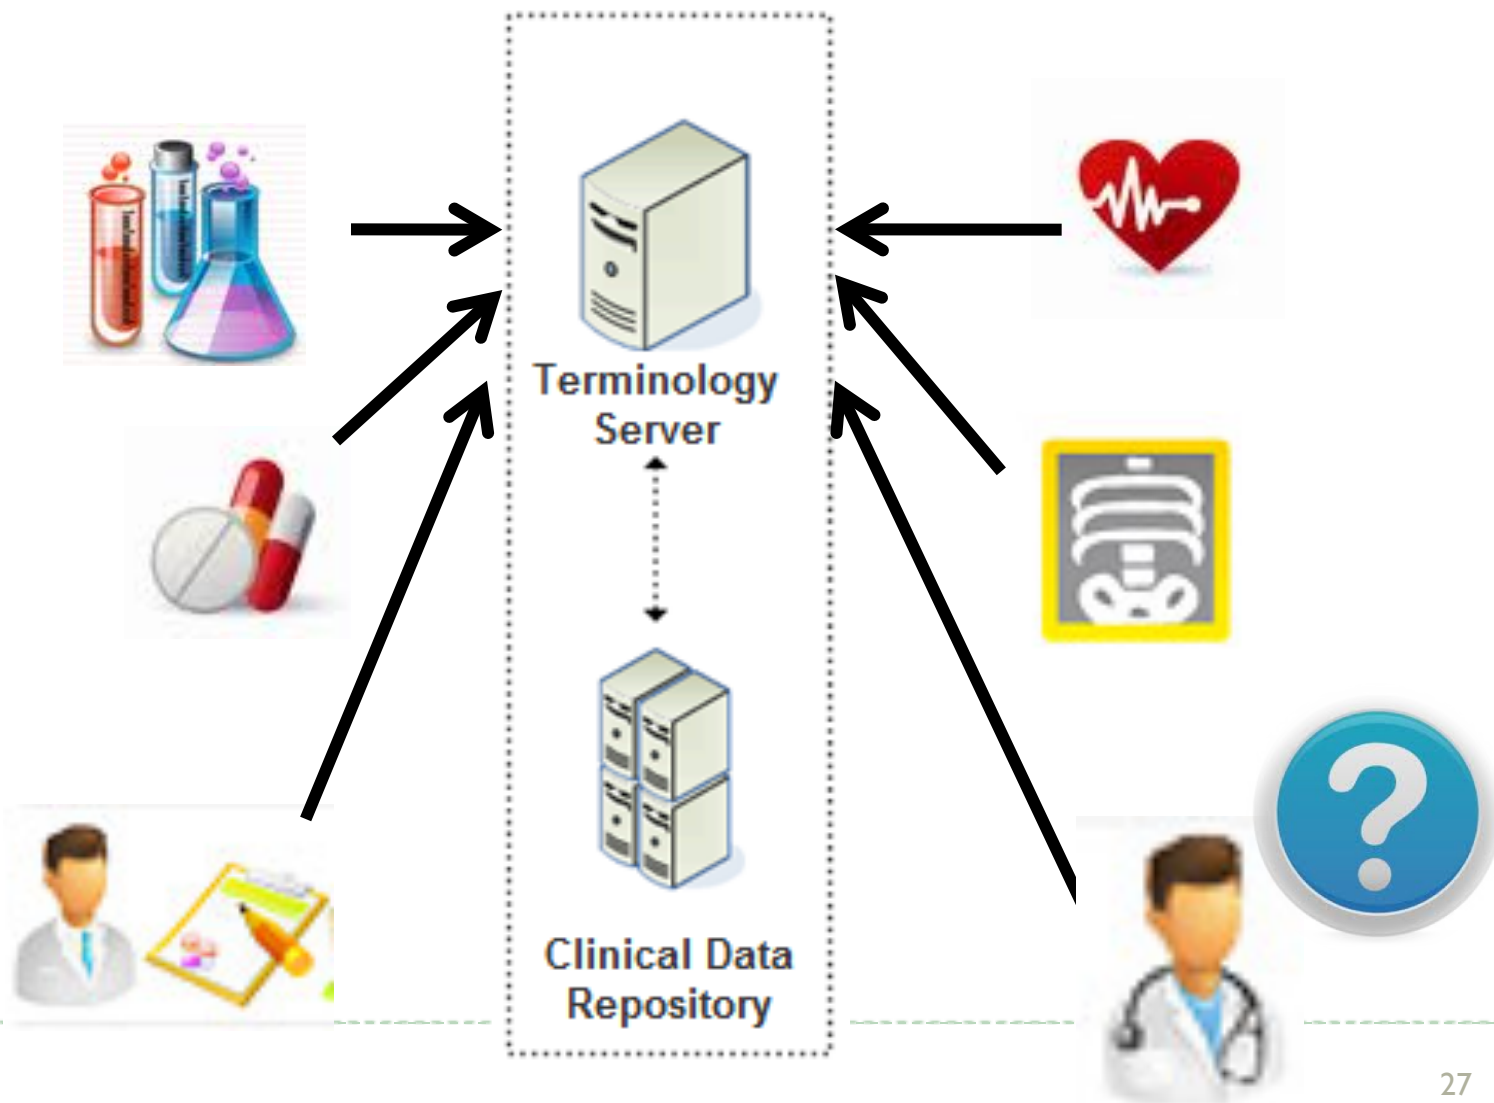 Terminology
Server
Clinical Data
Repository
?
27